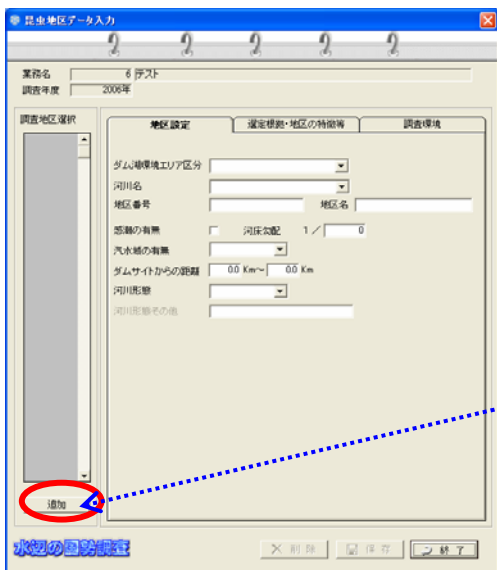 昆虫地区データ入力
業務名 6 テスト
調査年度 2006年
調査地区選択
地区設定 選定根拠・地区の特徴等 調査環境
ダム湖環境エリア区分
河川名
地区番号 地区名
感潮の有無 河床勾配 1/ 0
汽水域の有無
ダムサイトからの距離 0.0 Km～ 0.0 Km
河川形態
河川形態その他
追加
水辺の国勢調査
削除 保存 終了